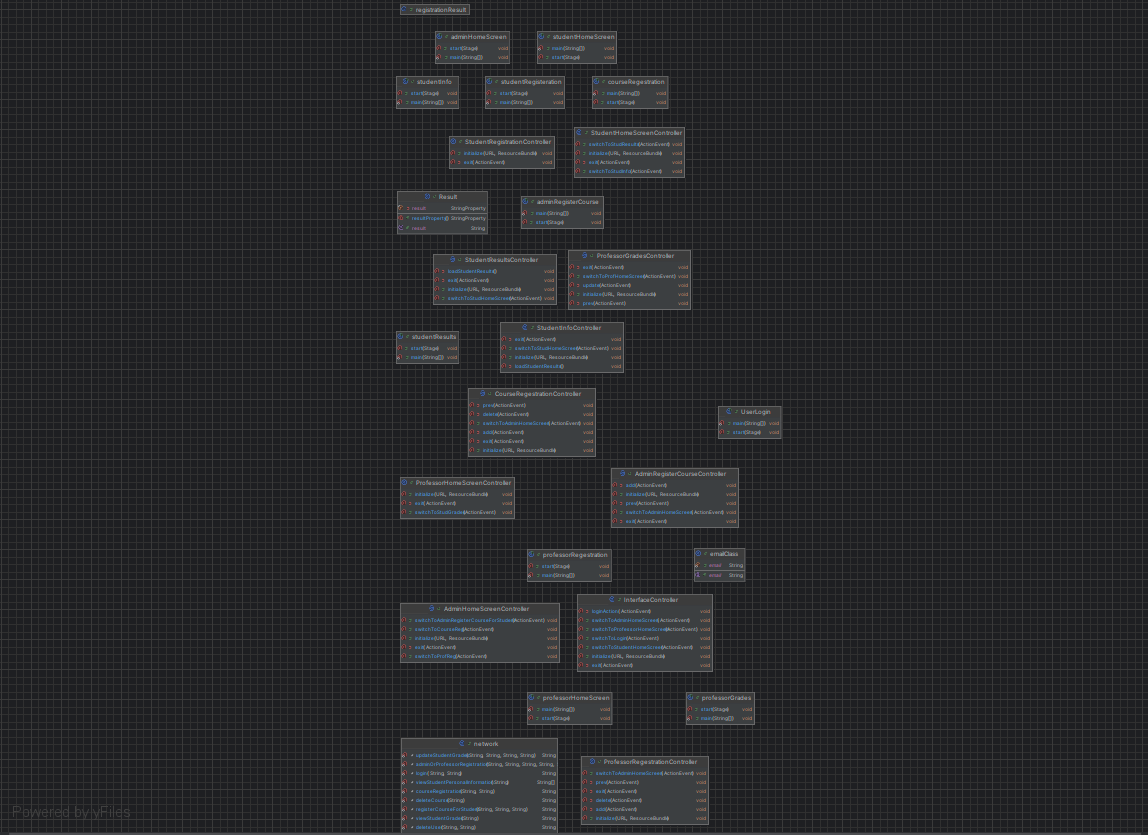 registrationResult
adminHomeScreen
start(Stage) void
main(String[]) void
studentHomeScreen
main(String[]) void
start(Stage) void
studentInfo
start(Stage) void
main(String[]) void
studentRegisteration
start(Stage) void
main(String[]) void
courseRegestration
main(String[]) void
start(Stage) void
StudentRegistrationController
initialize(URL, ResourceBundle) void
exit(ActionEvent) void
StudentHomeScreenController
switchToStudResult(ActionEvent) void
initialize(URL, ResourceBundle) void
exit(ActionEvent) void
switchToStudInfo(ActionEvent) void
Result
result StringProperty
resultProperty() StringProperty
result String
adminRegisterCourse
main(String[]) void
start(Stage) void
StudentResultsController
loadStudentResults()
exit(ActionEvent) void
initialize(URL, ResourceBundle) void
switchToStudHomeScreen(ActionEvent) void
ProfessorGradesController
exit(ActionEvent) void
switchToProfHomeScreen(ActionEvent) void
update(ActionEvent) void
initialize(URL, ResourceBundle) void
prev(ActionEvent) void
studentResults
start(Stage) void
main(String[]) void
StudentInfoController
exit(ActionEvent) void
switchToStudHomeScreen(ActionEvent) void
initialize(URL, ResourceBundle) void
loadStudentResults()
CourseRegestrationController
prev(ActionEvent) void
delete(ActionEvent) void
switchToAdminHomeScreen(ActionEvent) void
add(ActionEvent) void
exit(ActionEvent) void
initialize(URL, ResourceBundle) void
UserLogin
main(String[]) void
start(Stage) void
ProfessorHomeScreenController
initialize(URL, ResourceBundle) void
exit(ActionEvent) void
switchToStudGrades(ActionEvent) void
AdminRegisterCourseController
add(ActionEvent) void
initialize(URL, ResourceBundle) void
prev(ActionEvent) void
switchToAdminHomeScreen(ActionEvent) void
exit(ActionEvent) void
professorRegestration
start(Stage) void
main(String[]) void
emailClass
email String
email String
AdminHomeScreenController
switchToAdminRegisterCourseForStudent(ActionEvent) void
switchToCourseReg(ActionEvent) void
initialize(URL, ResourceBundle) void
exit(ActionEvent) void
switchToProfReg(ActionEvent) void
InterfaceController
loginAction(ActionEvent) void
switchToAdminHomeScreen(ActionEvent) void
switchToProfessorHomeScreen(ActionEvent) void
switchToLogin(ActionEvent) void
switchToStudentHomeScreen(ActionEvent) void
initialize(URL, ResourceBundle) void
exit(ActionEvent) void
professorHomeScreen
main(String[]) void
start(Stage) void
professorGrades
start(Stage) void
main(String[]) void
network
updateStudentGrade(String, String, String, String) String
adminOrProfessorRegistration(String, String, String, String,
login(String, String) String
viewStudentPersonalInformation(String) String[]
courseRegistration(String, String) String
deleteCourse(String) String
registerCourseForStudent(String, String, String) String
viewStudentGrades(String) String
deleteUser(String, String) String
ProfessorRegestrationController
switchToAdminHomeScreen(ActionEvent) void
prev(ActionEvent) void
exit(ActionEvent) void
delete(ActionEvent) void
add(ActionEvent) void
initialize(URL, ResourceBundle) void
Powered by yFiles